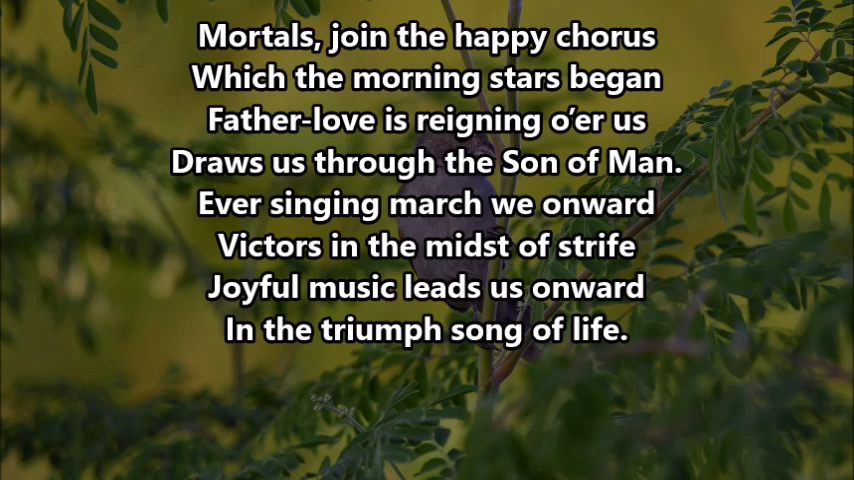 Mortals, join the happy chorus
Which the morning stars began
Father-love is reigning o’er us
Draws us through the Son of Man.
Ever singing march we onward
Victors in the midst of strife
Joyful music leads us onward
In the triumph song of life.